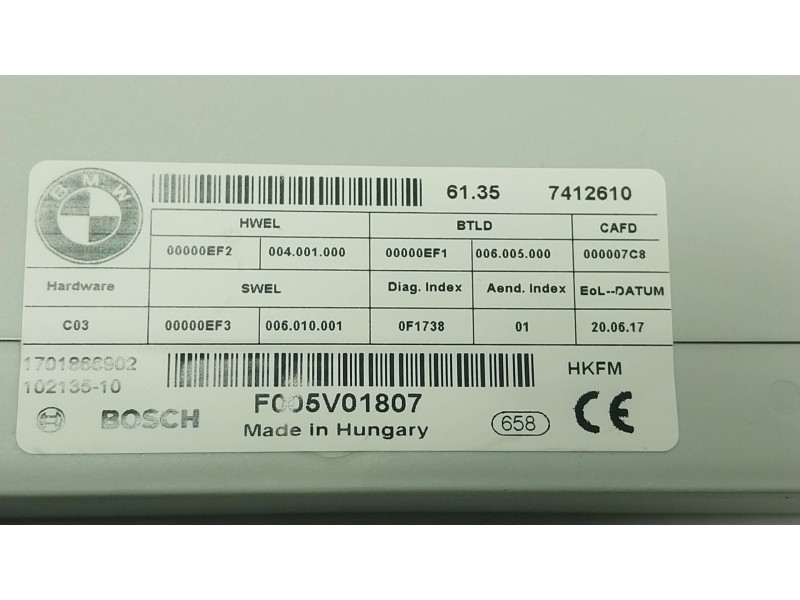 BMW
61.35 7412610
HWEL BTLD CAFD
00000EF2 004.001.000 00000EF1 006.005.000 000007C8
Hardware SWEL Diag. Index Aend. Index EoL--DATUM
C03 00000EF3 006.010.001 0F1738 01 20.06.17
1701866902
102135-10
HKFM
BOSCH F005V01807
Made in Hungary 658 CE